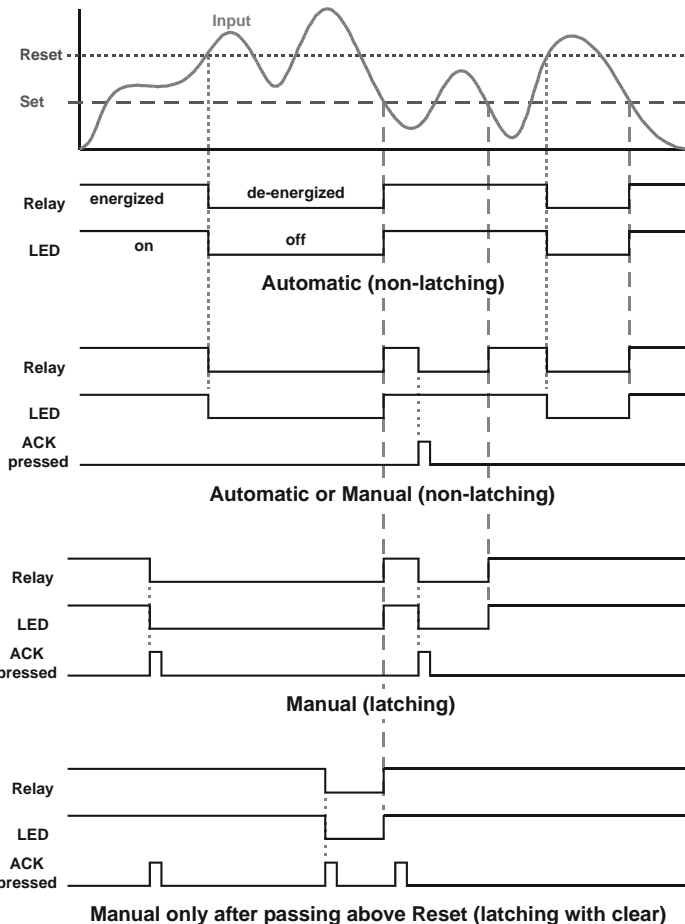 Input
Reset
Set
Relay energized de-energized
LED on off
Automatic (non-latching)
Relay
LED
ACK
pressed
Automatic or Manual (non-latching)
Relay
LED
ACK
pressed
Manual (latching)
Relay
LED
ACK
pressed
Manual only after passing above Reset (latching with clear)